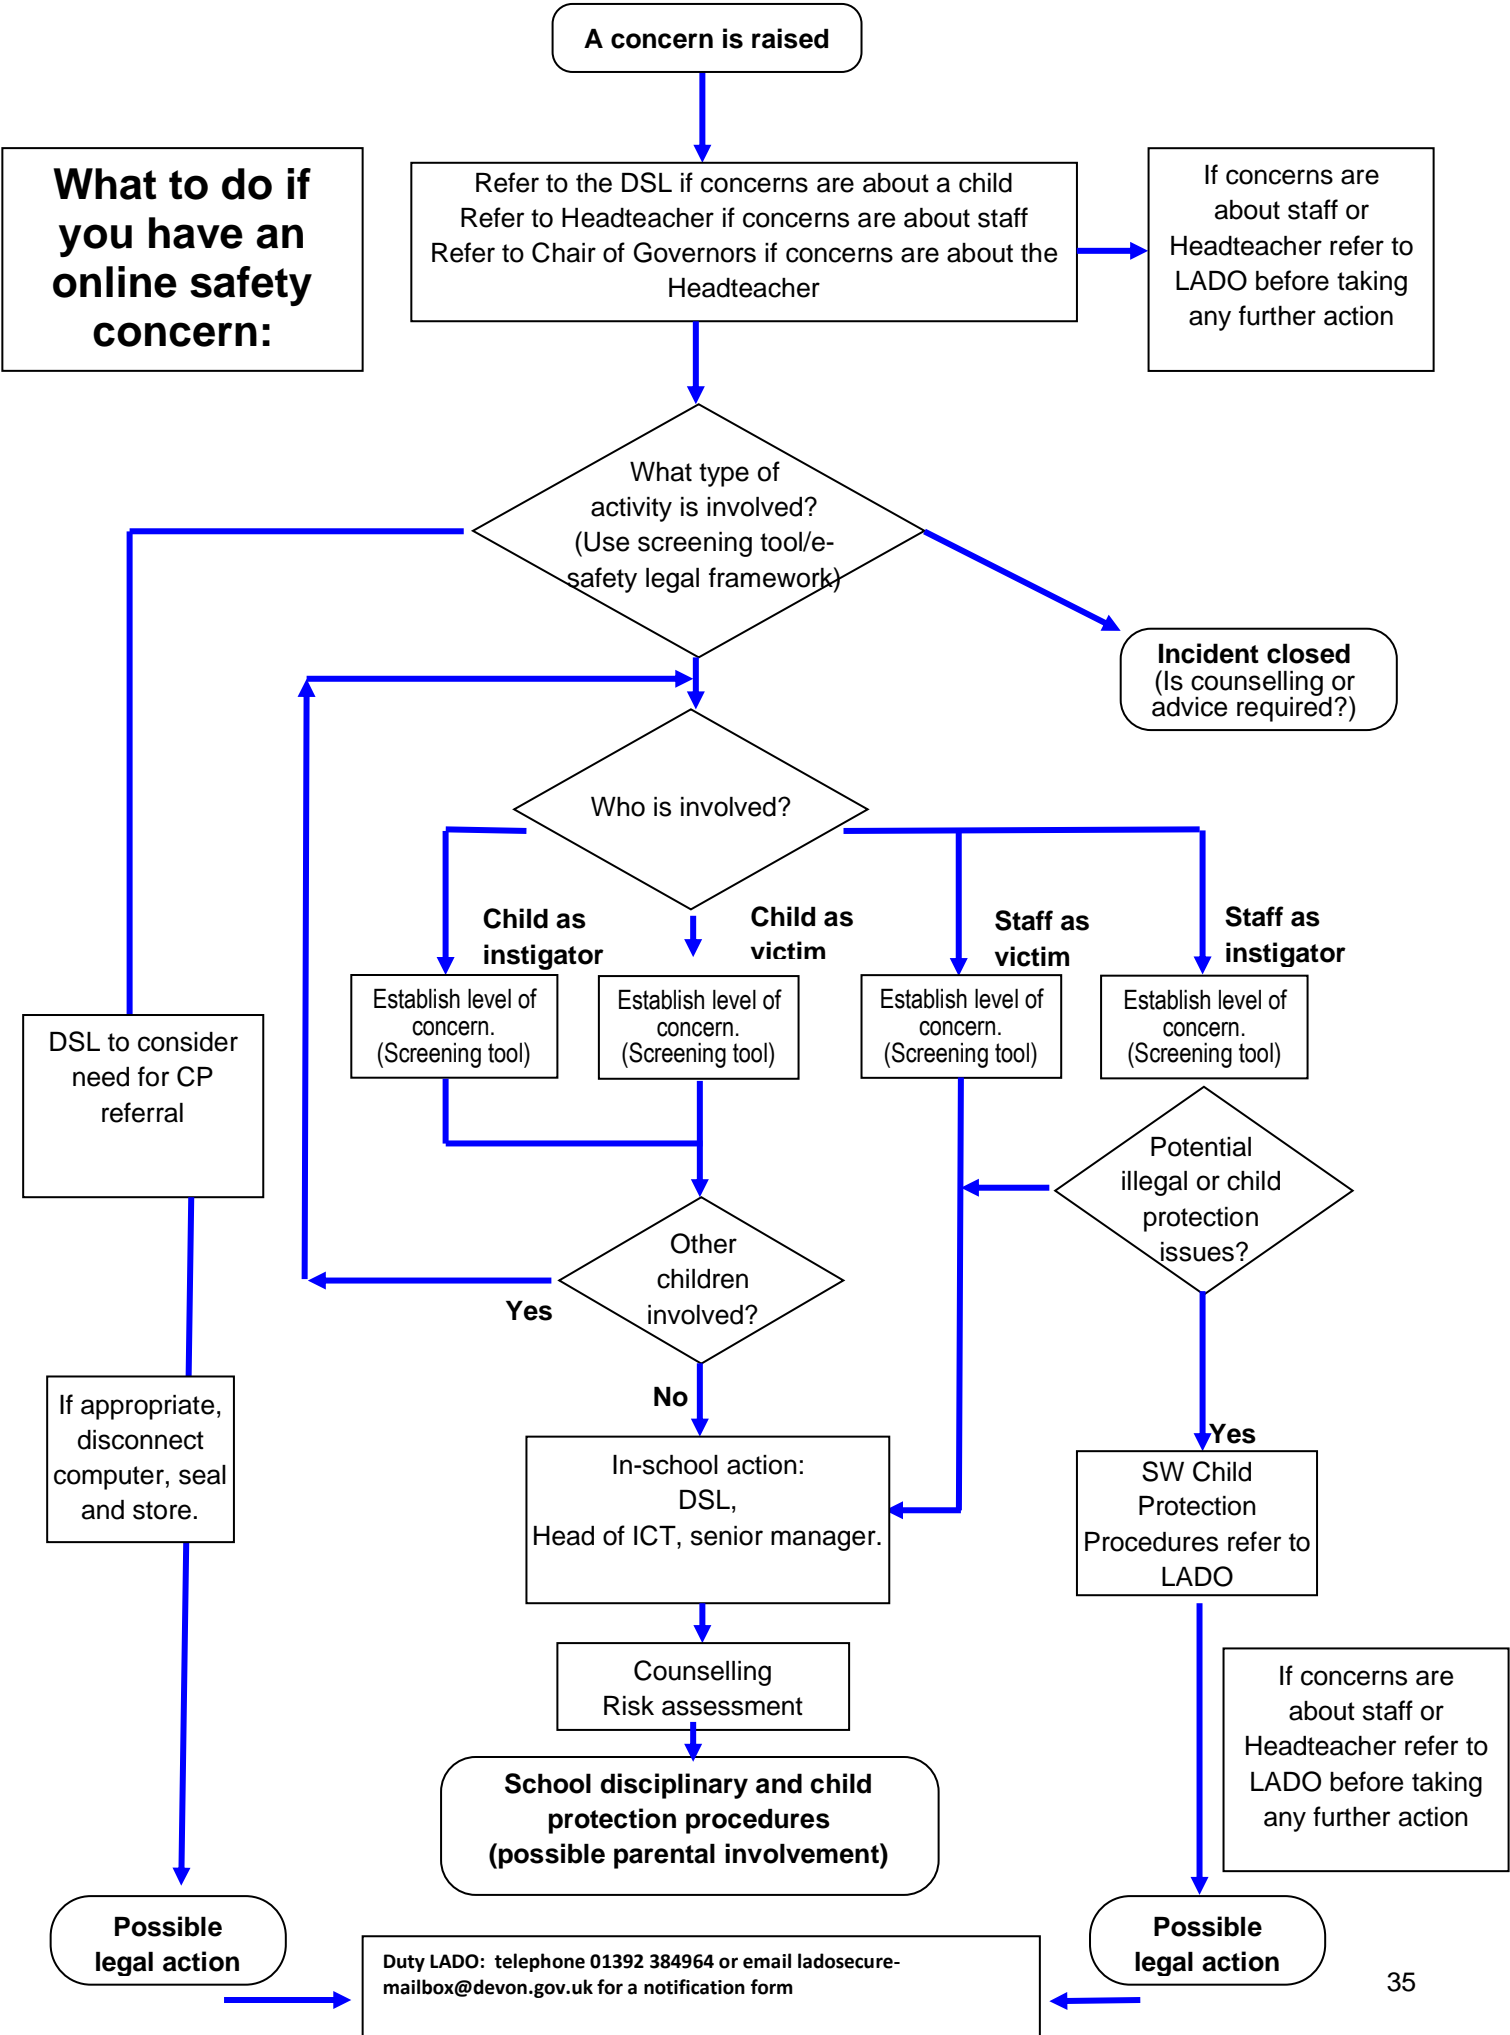 A concern is raised
What to do if
you have an
online safety
concern:
Refer to the DSL if concerns are about a child
Refer to Headteacher if concerns are about staff
Refer to Chair of Governors if concerns are about the
Headteacher
If concerns are
about staff or
Headteacher refer to
LADO before taking
any further action
What type of
activity is involved?
(Use screening tool/e-
safety legal framework)
Incident closed
(Is counselling or
advice required?)
Who is involved?
Child as
instigator
Child as
victim
Staff as
victim
Staff as
instigator
Establish level of
concern.
(Screening tool)
Establish level of
concern.
(Screening tool)
Establish level of
concern.
(Screening tool)
Establish level of
concern.
(Screening tool)
DSL to consider
need for CP
referral
Potential
illegal or child
protection
issues?
Other
children
involved?
Yes
No
If appropriate,
disconnect
computer, seal
and store.
In-school action:
DSL,
Head of ICT, senior manager.
Yes
SW Child
Protection
Procedures refer to
LADO
Counselling
Risk assessment
If concerns are
about staff or
Headteacher refer to
LADO before taking
any further action
School disciplinary and child
protection procedures
(possible parental involvement)
Possible
legal action
Possible
legal action
Duty LADO:  telephone 01392 384964 or email ladosecure-
mailbox@devon.gov.uk for a notification form
35